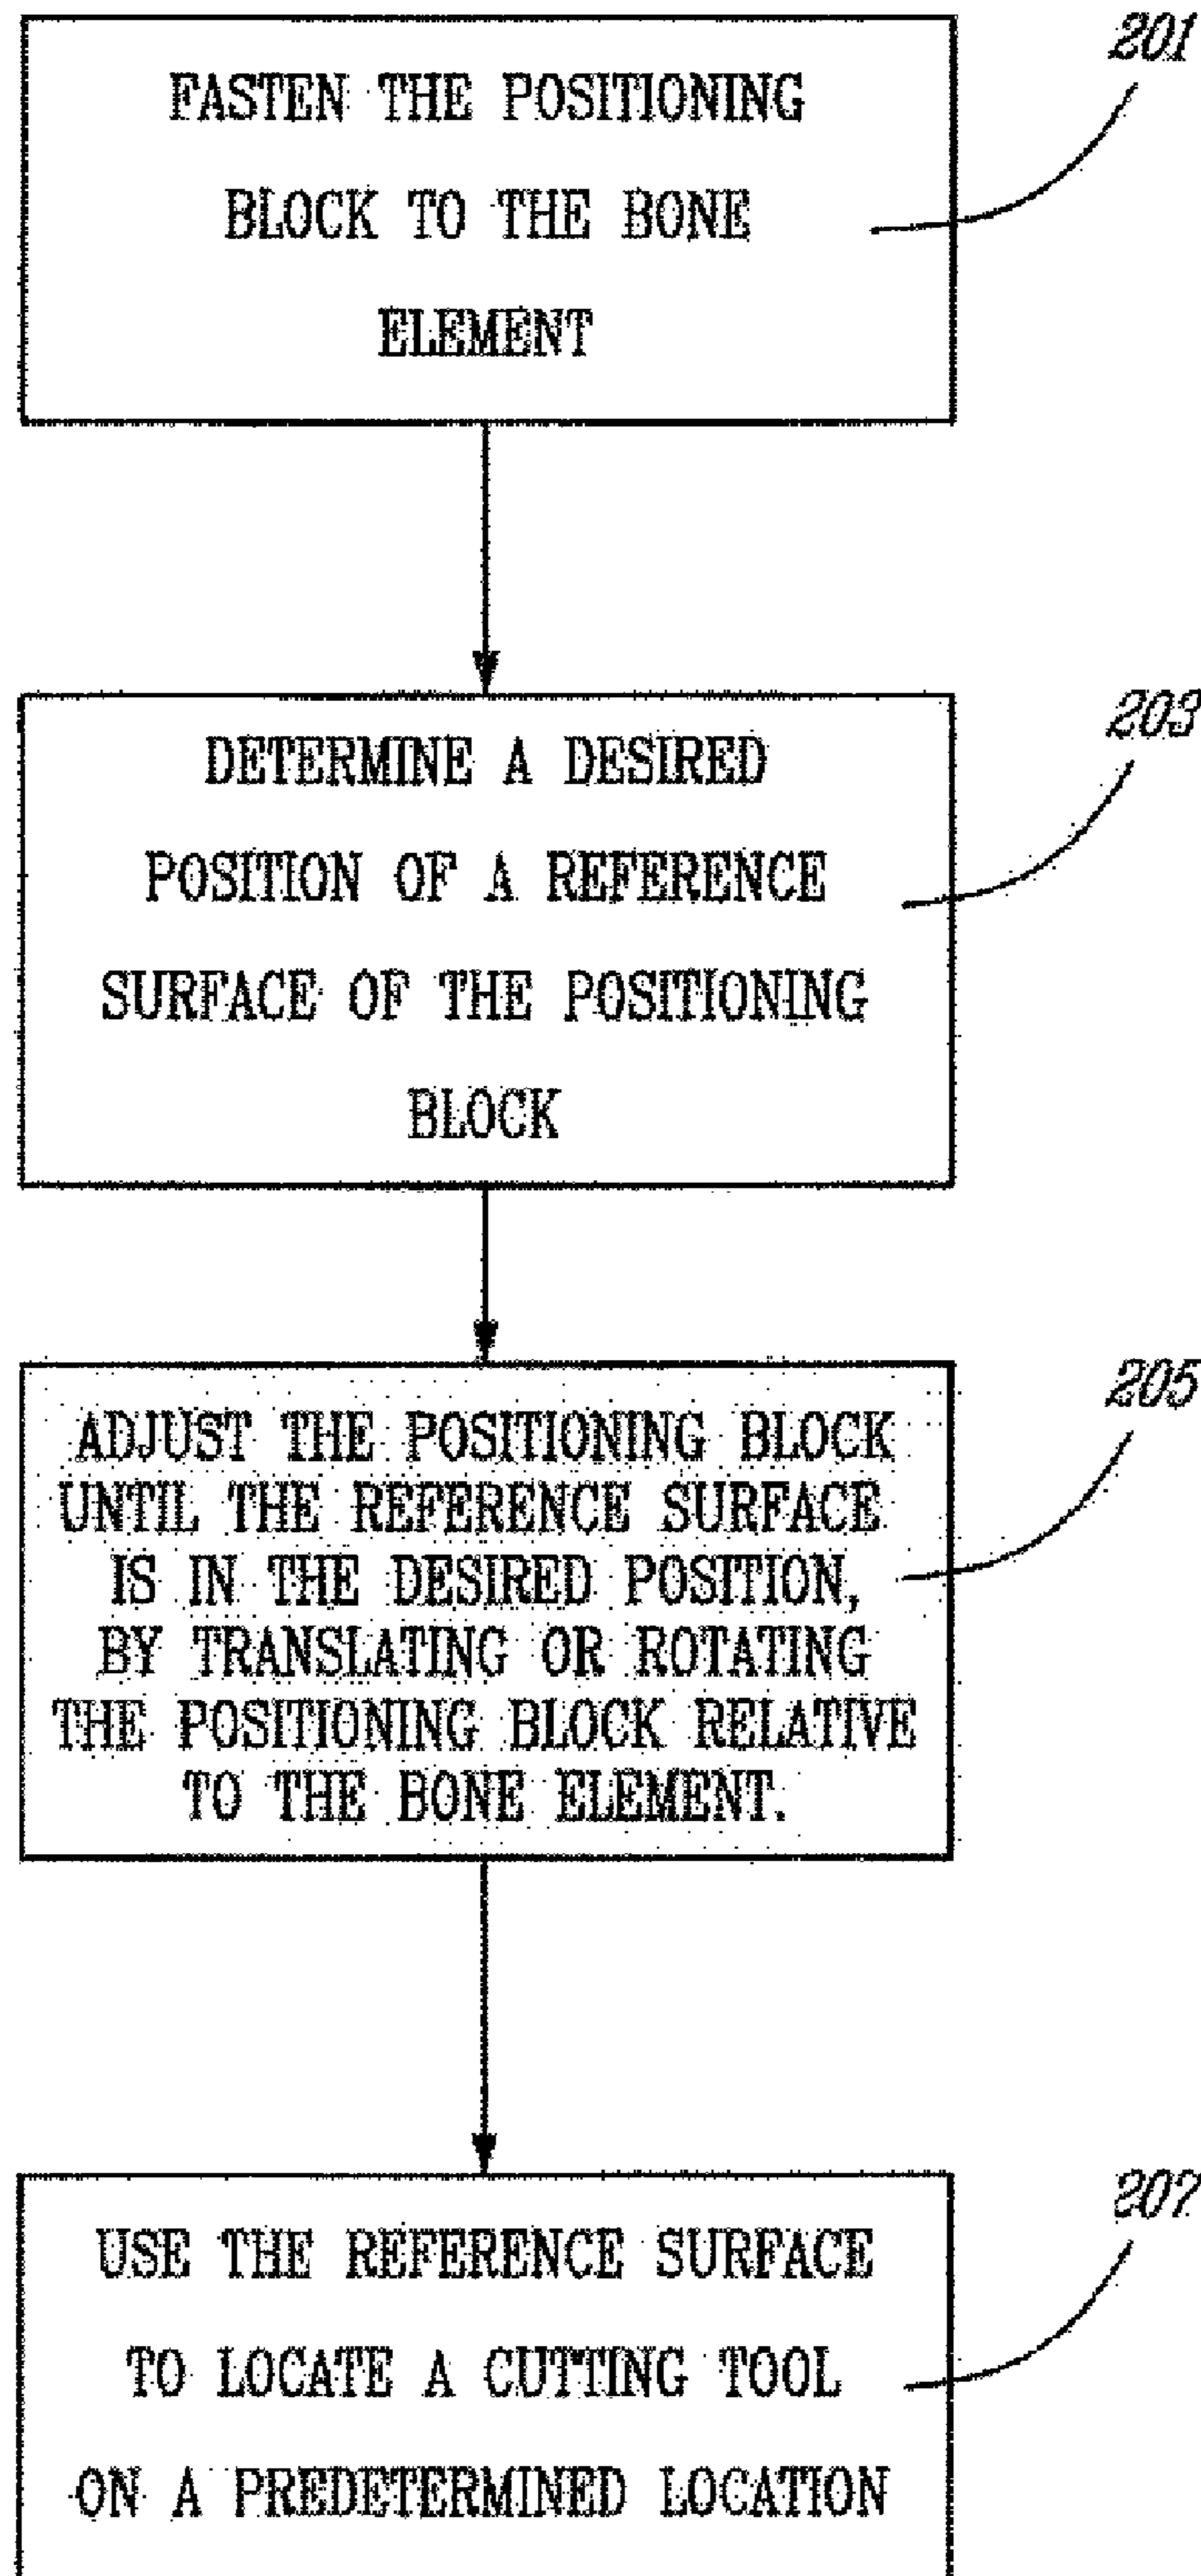 201
FASTEN THE POSITIONING
BLOCK TO THE BONE
ELEMENT
203
DETERMINE A DESIRED
POSITION OF A REFERENCE
SURFACE OF THE POSITIONING
BLOCK
205
ADJUST THE POSITIONING BLOCK
UNTIL THE REFERENCE SURFACE
IS IN THE DESIRED POSITION,
BY TRANSLATING OR ROTATING
THE POSITIONING BLOCK RELATIVE
TO THE BONE ELEMENT.
207
USE THE REFERENCE SURFACE
TO LOCATE A CUTTING TOOL
ON A PREDETERMINED LOCATION